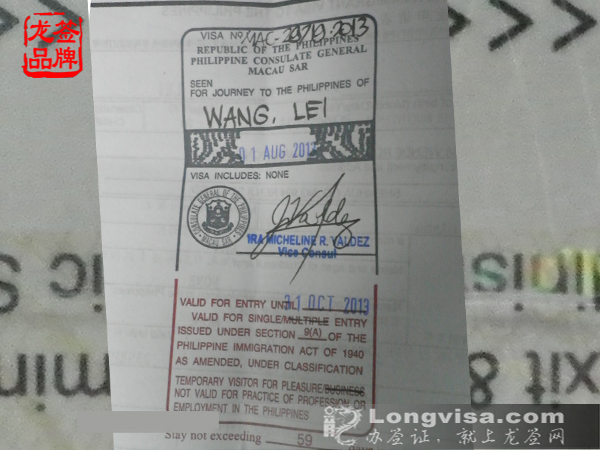 龙签
品牌
VISA Nº MAC-
REPUBLIC OF THE PHILIPPINES
PHILIPPINE CONSULATE GENERAL
MACAU SAR
SEEN
FOR JOURNEY TO THE PHILIPPINES OF
WANG, LEI
01 AUG 2013
VISA INCLUDES: NONE
IRA MICHELINE R. VALDEZ
Vice Consul
VALID FOR ENTRY UNTIL 31 OCT 2013
VALID FOR SINGLE/MULTIPLE ENTRY
ISSUED UNDER SECTION 9(A) OF THE
PHILIPPINE IMMIGRATION ACT OF 1940
AS AMENDED, UNDER CLASSIFICATION
TEMPORARY VISITOR FOR PLEASURE/BUSINESS
NOT VALID FOR PRACTICE OF PROFESSION OR
EMPLOYMENT IN THE PHILIPPINES
Stay not exceeding 59 days
Longvisa.com
办签证，就上龙签网